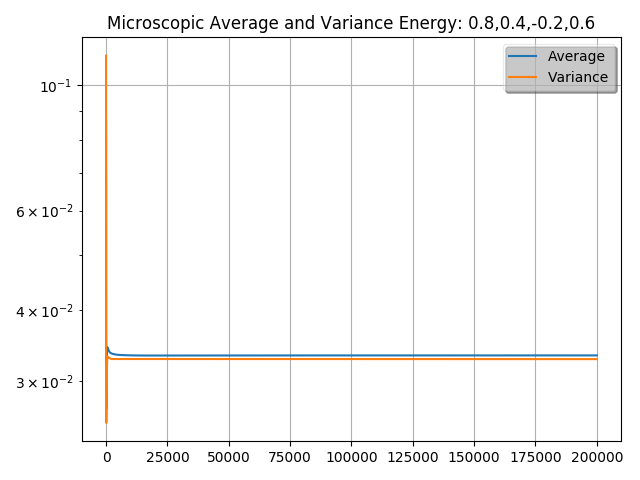 Microscopic Average and Variance Energy: 0.8,0.4,-0.2,0.6
Average
Variance
10⁻¹
6 × 10⁻²
4 × 10⁻²
3 × 10⁻²
0 25000 50000 75000 100000 125000 150000 175000 200000